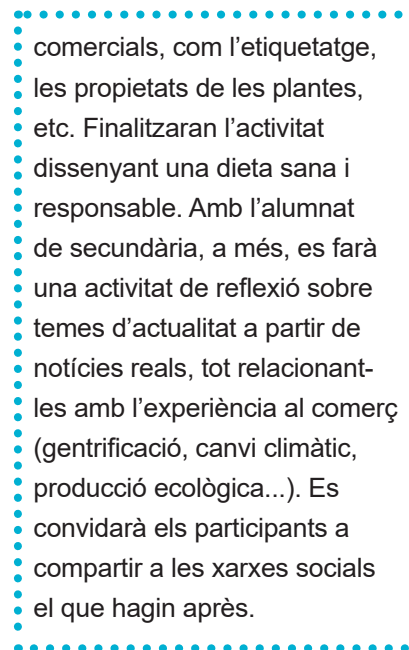 comercials, com l’etiquetatge,
les propietats de les plantes,
etc. Finalitzaran l’activitat
dissenyant una dieta sana i
responsable. Amb l’alumnat
de secundària, a més, es farà
una activitat de reflexió sobre
temes d’actualitat a partir de
notícies reals, tot relacionant-
les amb l’experiència al comerç
(gentrificació, canvi climàtic,
producció ecològica...). Es
convidarà els participants a
compartir a les xarxes socials
el que hagin après.